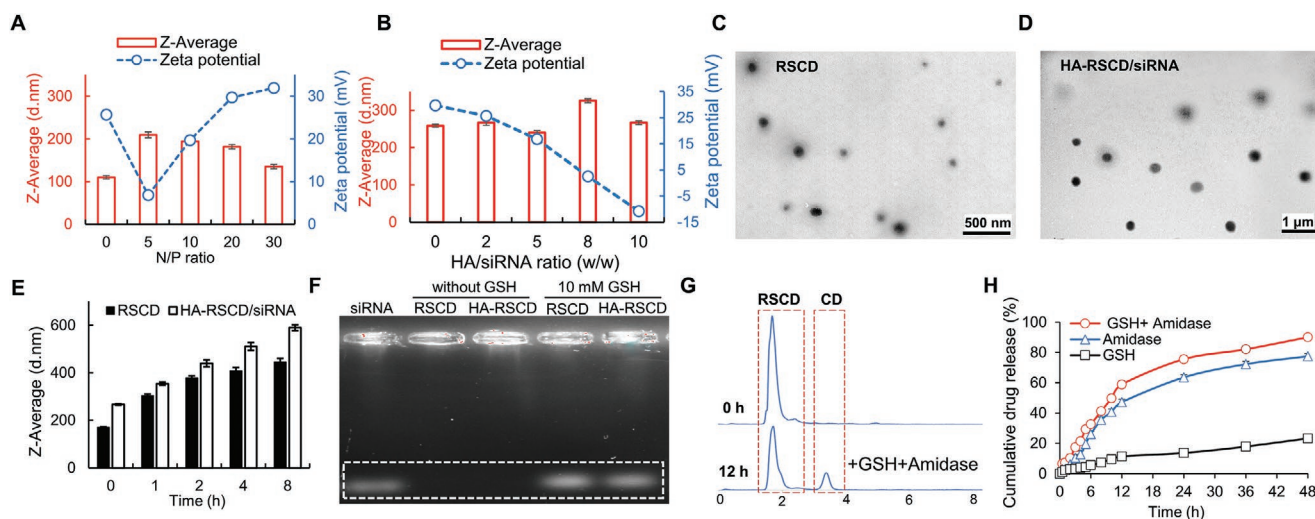 A
Z-Average
Zeta potential
Z-Average (d.nm)
300
200
100
0
Zeta potential (mV)
30
20
10
0
0 5 10 20 30
N/P ratio
B
Z-Average
Zeta potential
Z-Average (d.nm)
300
200
100
0
Zeta potential (mV)
35
25
15
5
-5
-15
0 2 5 8 10
HA/siRNA ratio (w/w)
C
RSCD
500 nm
D
HA-RSCD/siRNA
1 µm
E
RSCD HA-RSCD/siRNA
Z-Average (d.nm)
600
400
200
0
0 1 2 4 8
Time (h)
F
without GSH 10 mM GSH
siRNA RSCD HA-RSCD RSCD HA-RSCD
G
RSCD CD
0 h
12 h
+GSH+Amidase
0 2 4 6 8
H
GSH+ Amidase
Amidase
GSH
Cumulative drug release (%)
100
80
60
40
20
0
0 6 12 18 24 30 36 42 48
Time (h)